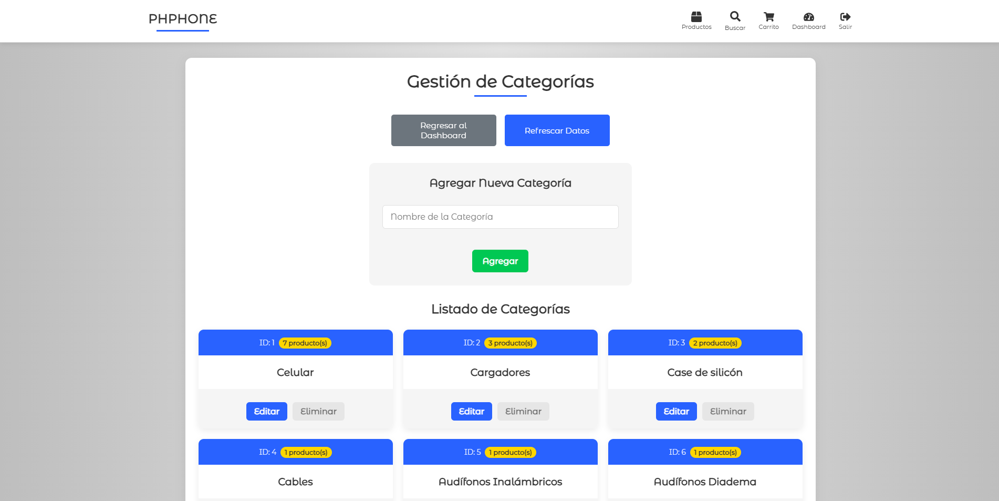 PHPHONE
Productos
Buscar
Carrito
Dashboard
Salir
Gestión de Categorías
Regresar al
Dashboard
Refrescar Datos
Agregar Nueva Categoría
Nombre de la Categoría
Agregar
Listado de Categorías
ID: 1 7 producto(s)
Celular
Editar Eliminar
ID: 2 3 producto(s)
Cargadores
Editar Eliminar
ID: 3 2 producto(s)
Case de silicón
Editar Eliminar
ID: 4 1 producto(s)
Cables
ID: 5 1 producto(s)
Audífonos Inalámbricos
ID: 6 1 producto(s)
Audífonos Diadema